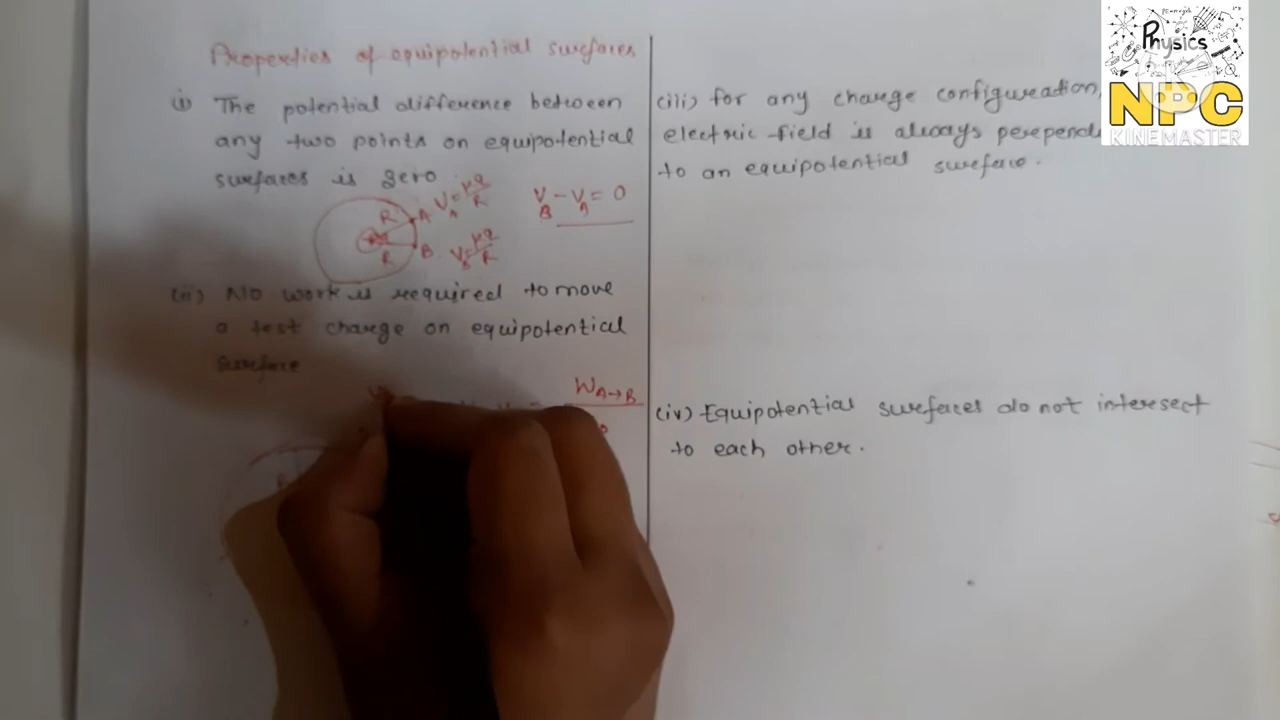 Properties of equipotential surfaces
(i) The potential difference between
any two points on equipotential
surfaces is zero
R A V_A = KQ/R
V_B - V_A = 0
R B V_B = KQ/R
(ii) No work is required to move
a test charge on equipotential
surface
W_A→B
(iii) for any charge configuration,
electric field is always
to an equipotential surface.
(iv) Equipotential surfaces do not intersect
to each other.
Physics
NPC
KINEMASTER